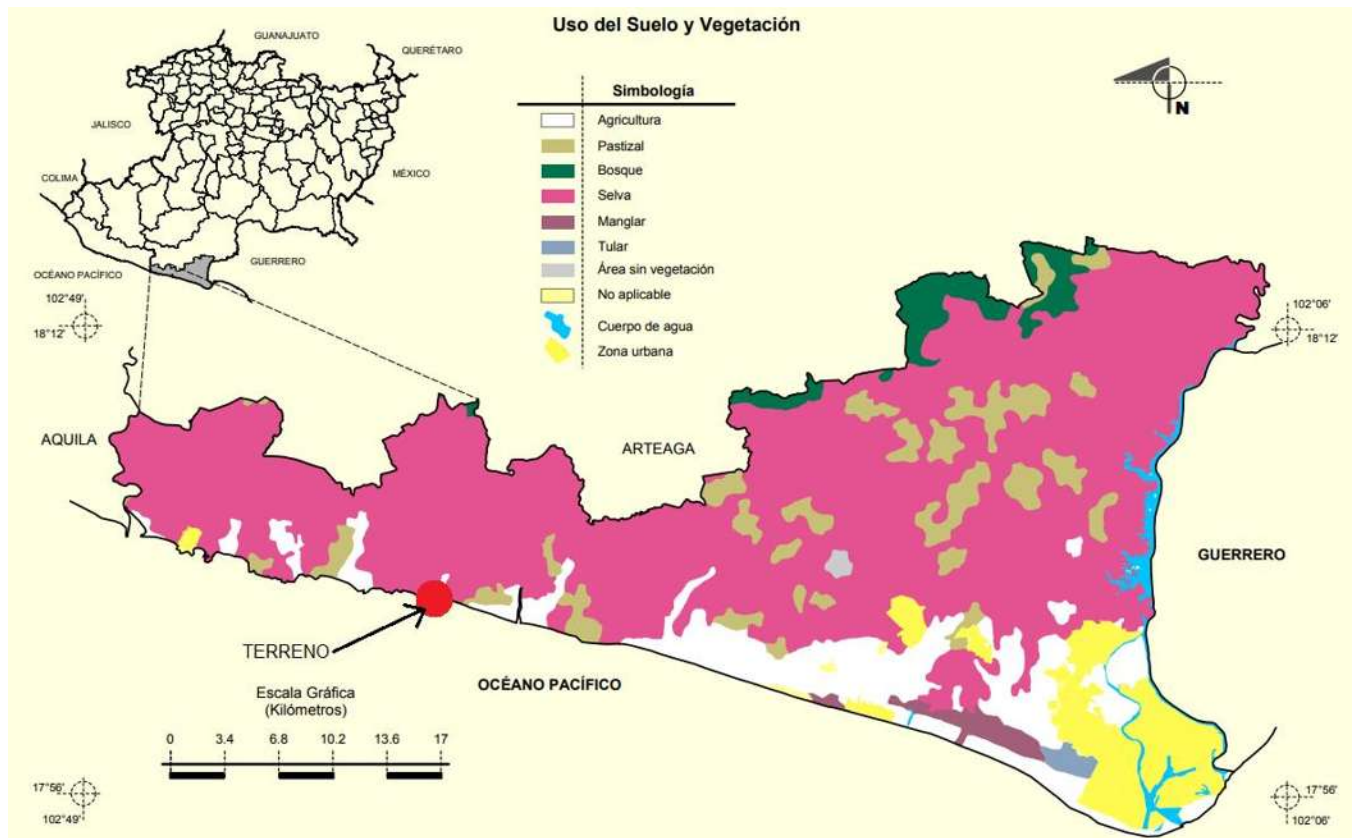 Uso del Suelo y Vegetación
GUANAJUATO
QUERÉTARO
JALISCO
COLIMA
MÉXICO
GUERRERO
OCÉANO PACÍFICO
N
Simbología
Agricultura
Pastizal
Bosque
Selva
Manglar
Tular
Área sin vegetación
No aplicable
Cuerpo de agua
Zona urbana
102°49'
18°12'
102°06'
18°12'
AQUILA
ARTEAGA
GUERRERO
TERRENO
OCÉANO PACÍFICO
Escala Gráfica
(Kilómetros)
0 3.4 6.8 10.2 13.6 17
17°56'
102°49'
17°56'
102°06'